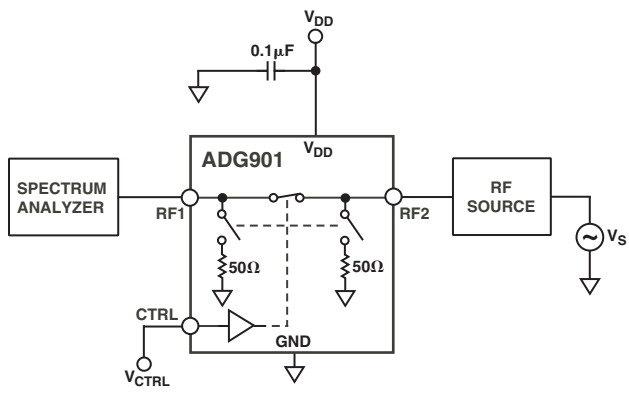 VDD
0.1µF
ADG901
VDD
SPECTRUM
ANALYZER
RF1
RF2
RF
SOURCE
VS
50Ω
50Ω
CTRL
GND
VCTRL